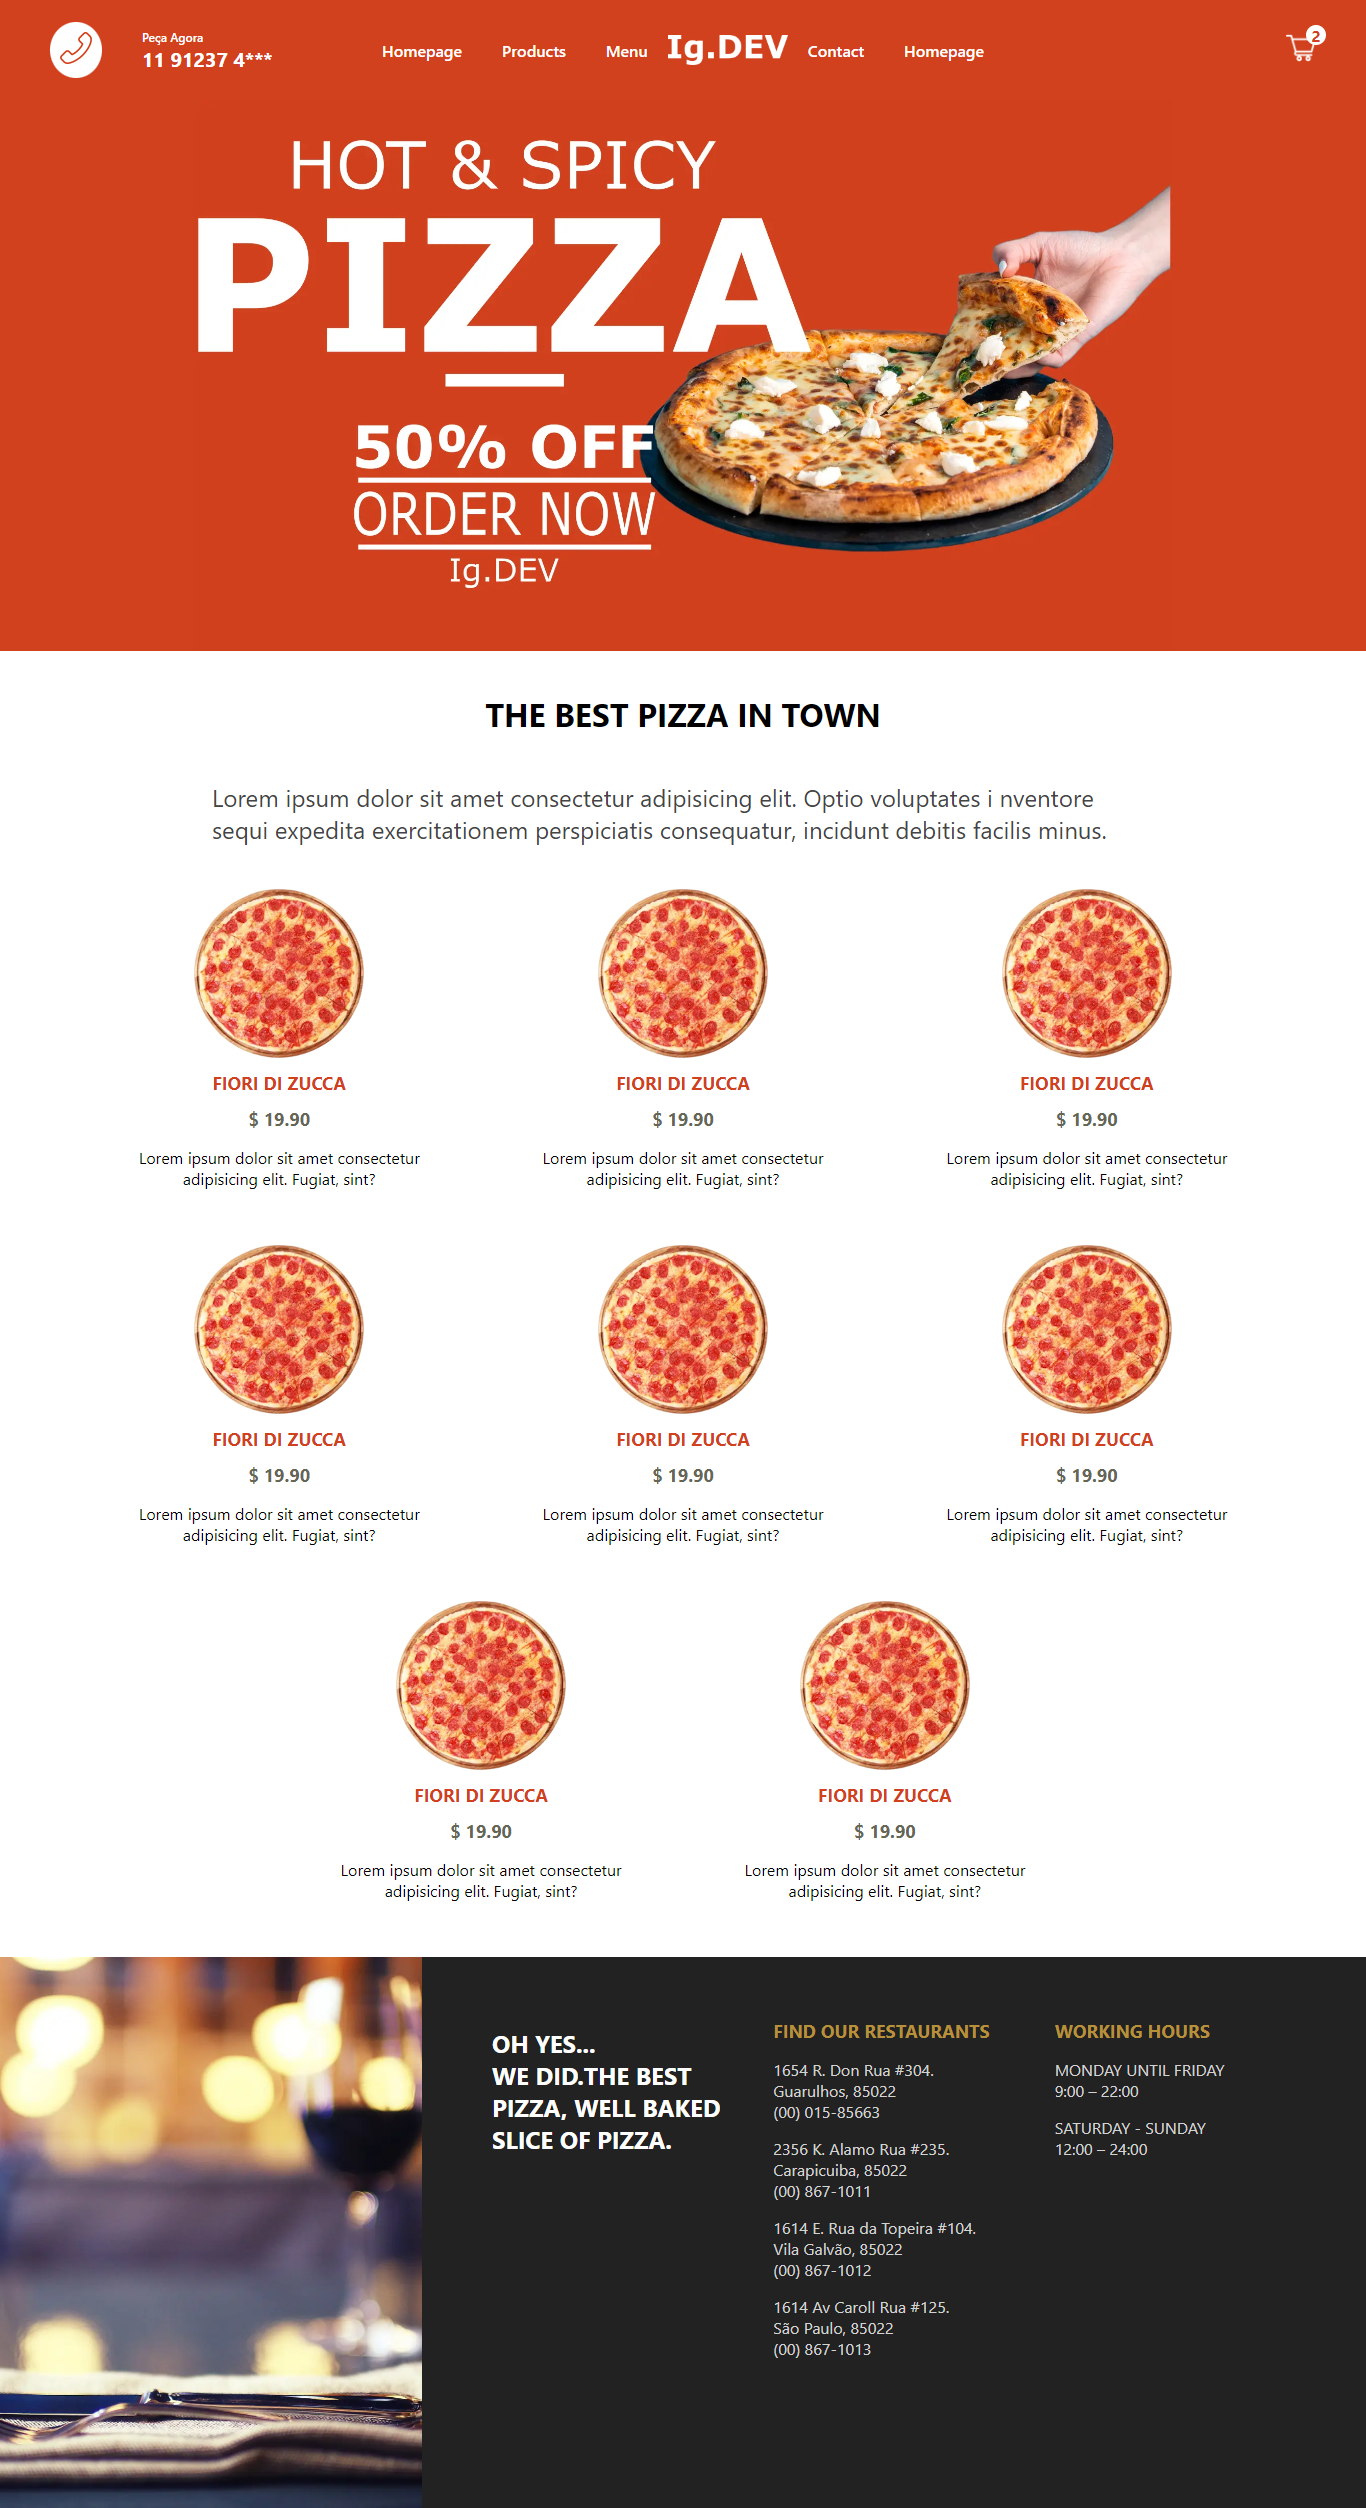 Peça Agora
11 91237 4***
Homepage
Products
Menu
Ig.DEV
Contact
Homepage
2
HOT & SPICY
PIZZA
50% OFF
ORDER NOW
Ig.DEV
THE BEST PIZZA IN TOWN
Lorem ipsum dolor sit amet consectetur adipisicing elit. Optio voluptates i nventore
sequi expedita exercitationem perspiciatis consequatur, incidunt debitis facilis minus.
FIORI DI ZUCCA
$ 19.90
Lorem ipsum dolor sit amet consectetur
adipisicing elit. Fugiat, sint?
FIORI DI ZUCCA
$ 19.90
Lorem ipsum dolor sit amet consectetur
adipisicing elit. Fugiat, sint?
FIORI DI ZUCCA
$ 19.90
Lorem ipsum dolor sit amet consectetur
adipisicing elit. Fugiat, sint?
FIORI DI ZUCCA
$ 19.90
Lorem ipsum dolor sit amet consectetur
adipisicing elit. Fugiat, sint?
FIORI DI ZUCCA
$ 19.90
Lorem ipsum dolor sit amet consectetur
adipisicing elit. Fugiat, sint?
FIORI DI ZUCCA
$ 19.90
Lorem ipsum dolor sit amet consectetur
adipisicing elit. Fugiat, sint?
FIORI DI ZUCCA
$ 19.90
Lorem ipsum dolor sit amet consectetur
adipisicing elit. Fugiat, sint?
FIORI DI ZUCCA
$ 19.90
Lorem ipsum dolor sit amet consectetur
adipisicing elit. Fugiat, sint?
OH YES...
WE DID.THE BEST
PIZZA, WELL BAKED
SLICE OF PIZZA.
FIND OUR RESTAURANTS
1654 R. Don Rua #304.
Guarulhos, 85022
(00) 015-85663
2356 K. Alamo Rua #235.
Carapicuiba, 85022
(00) 867-1011
1614 E. Rua da Topeira #104.
Vila Galvão, 85022
(00) 867-1012
1614 Av Caroll Rua #125.
São Paulo, 85022
(00) 867-1013
WORKING HOURS
MONDAY UNTIL FRIDAY
9:00 – 22:00
SATURDAY - SUNDAY
12:00 – 24:00